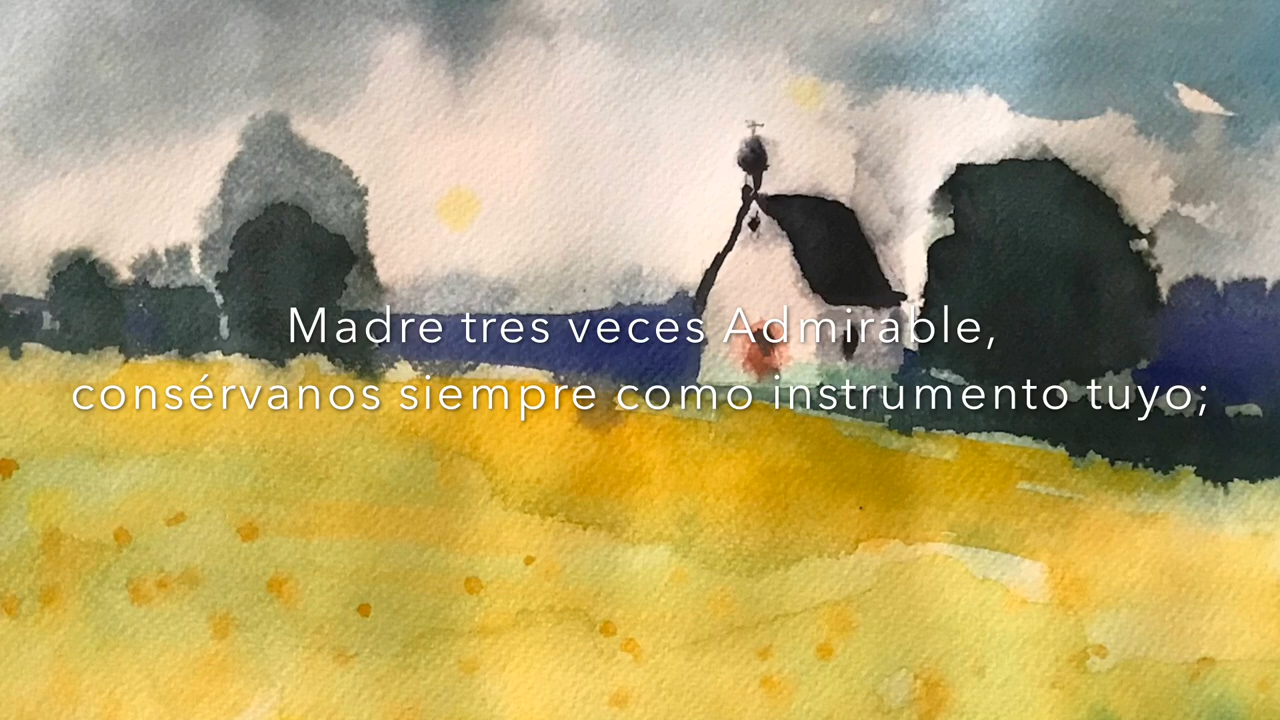 Madre tres veces Admirable,
consérvanos siempre como instrumento tuyo;